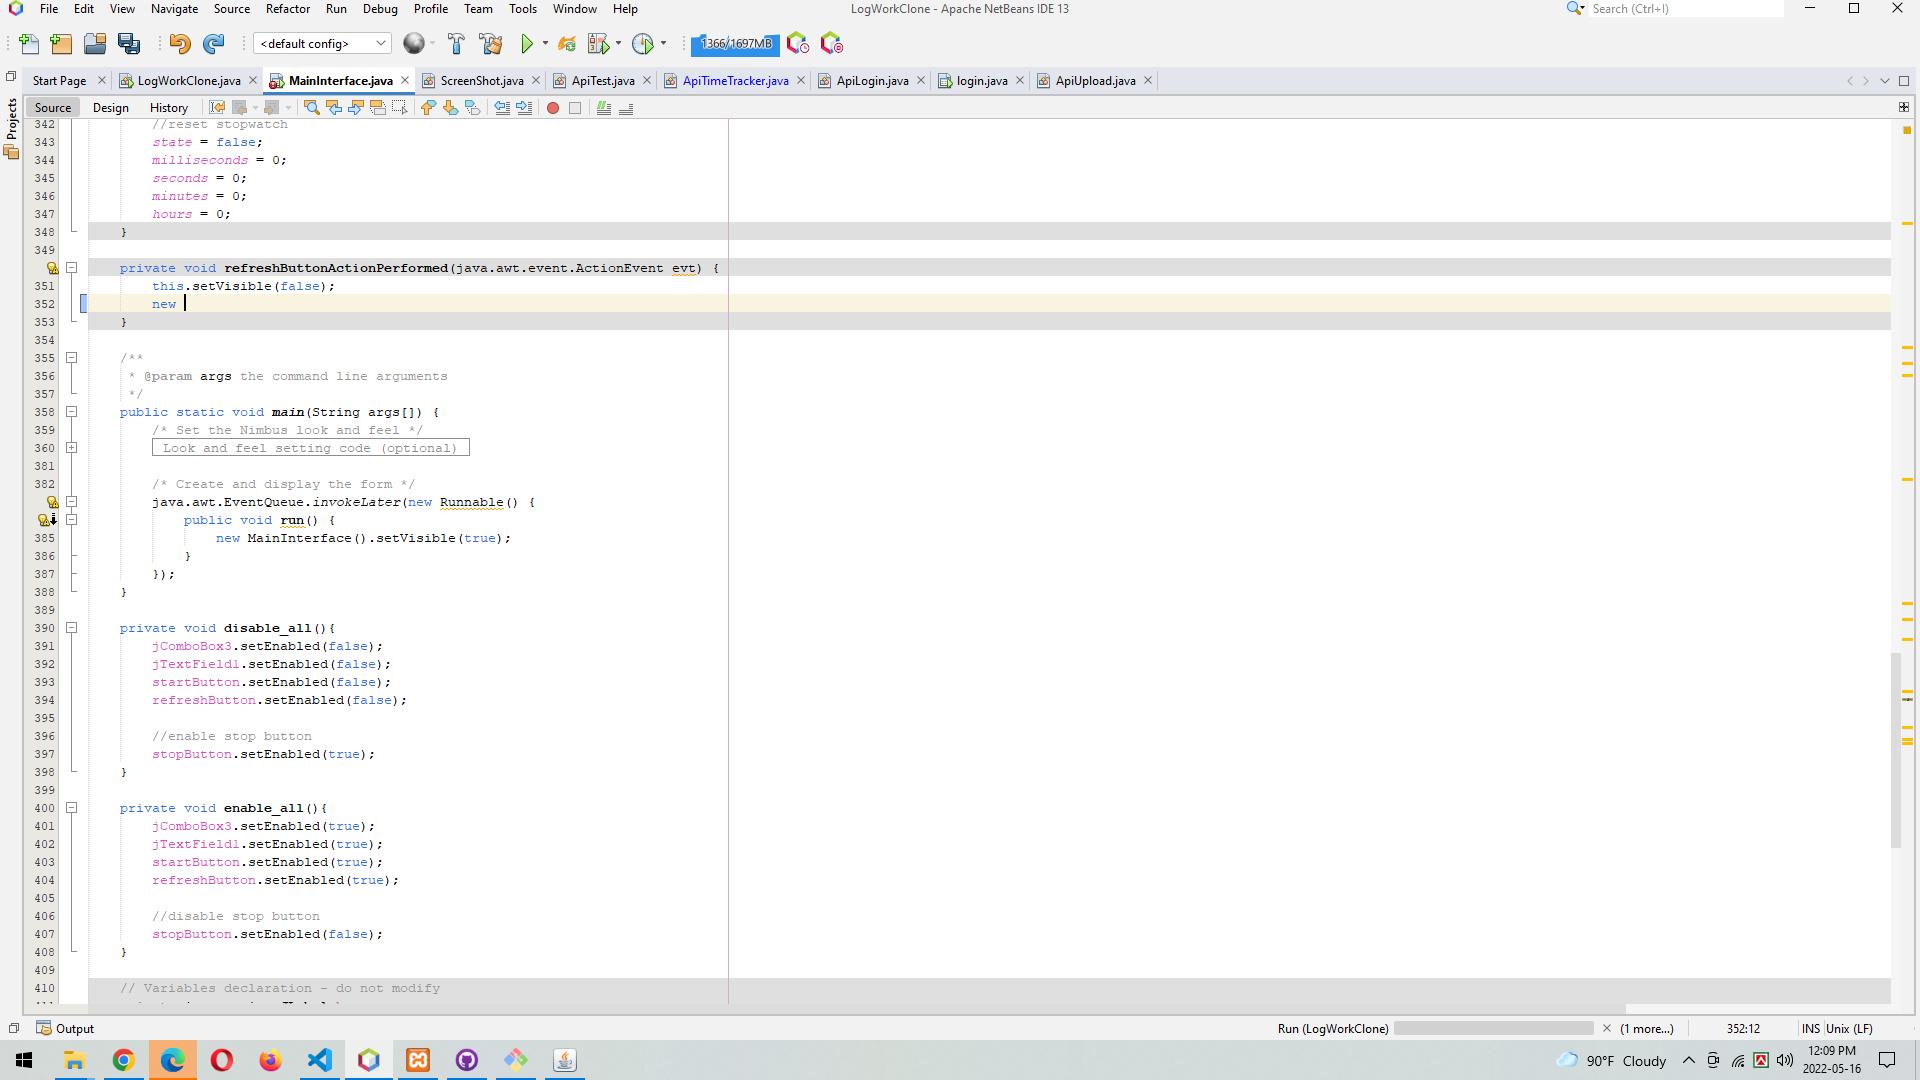 File Edit View Navigate Source Refactor Run Debug Profile Team Tools Window Help LogWorkClone - Apache NetBeans IDE 13 Search (Ctrl+I)
<default config> 1366/1697MB
Start Page LogWorkClone.java MainInterface.java ScreenShot.java ApiTest.java ApiTimeTracker.java ApiLogin.java login.java ApiUpload.java
Source Design History
Projects
342 //reset stopwatch
343 state = false;
344 milliseconds = 0;
345 seconds = 0;
346 minutes = 0;
347 hours = 0;
348 }
349
private void refreshButtonActionPerformed(java.awt.event.ActionEvent evt) {
351 this.setVisible(false);
352 new
353 }
354
355 /**
356 * @param args the command line arguments
357 */
358 public static void main(String args[]) {
359 /* Set the Nimbus look and feel */
360 Look and feel setting code (optional)
381
382 /* Create and display the form */
java.awt.EventQueue.invokeLater(new Runnable() {
public void run() {
385 new MainInterface().setVisible(true);
386 }
387 });
388 }
389
390 private void disable_all(){
391 jComboBox3.setEnabled(false);
392 jTextField1.setEnabled(false);
393 startButton.setEnabled(false);
394 refreshButton.setEnabled(false);
395
396 //enable stop button
397 stopButton.setEnabled(true);
398 }
399
400 private void enable_all(){
401 jComboBox3.setEnabled(true);
402 jTextField1.setEnabled(true);
403 startButton.setEnabled(true);
404 refreshButton.setEnabled(true);
405
406 //disable stop button
407 stopButton.setEnabled(false);
408 }
409
410 // Variables declaration - do not modify
Output Run (LogWorkClone) (1 more...) 352:12 INS Unix (LF)
90°F Cloudy 12:09 PM
2022-05-16